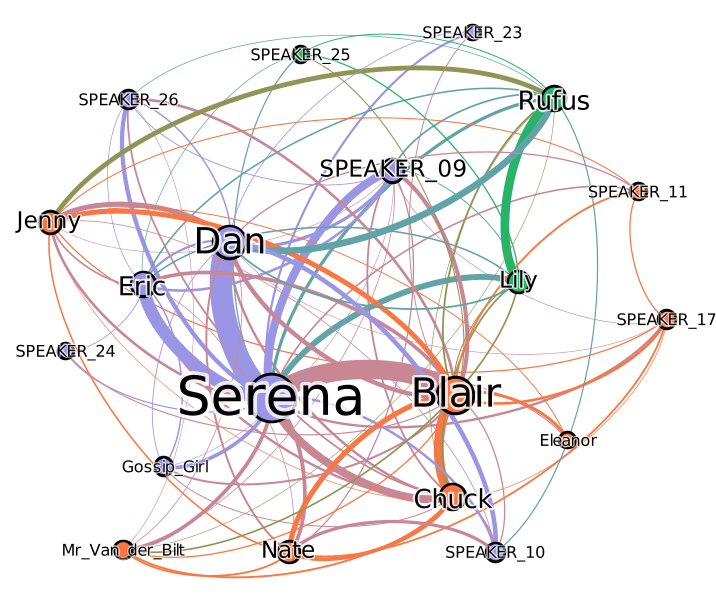 SPEAKER_23
SPEAKER_25
SPEAKER_26
Rufus
SPEAKER_09
SPEAKER_11
Jenny
Dan
Lily
Eric
SPEAKER_17
SPEAKER_24
Serena
Blair
Eleanor
Gossip_Girl
Chuck
Mr_Van_der_Bilt
Nate
SPEAKER_10